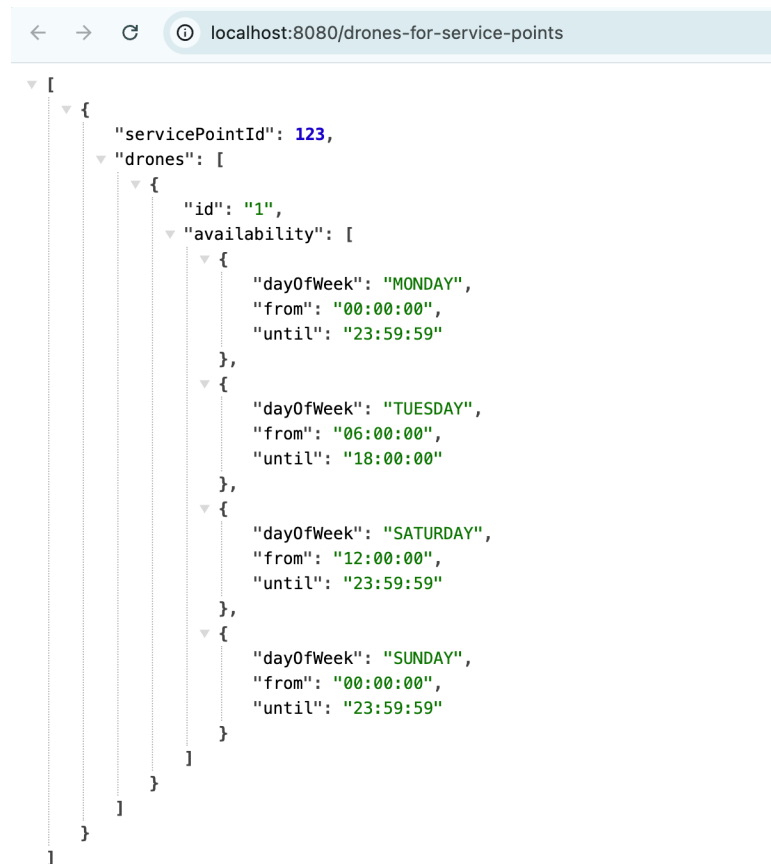 localhost:8080/drones-for-service-points
[
{
"servicePointId": 123,
"drones": [
{
"id": "1",
"availability": [
{
"dayOfWeek": "MONDAY",
"from": "00:00:00",
"until": "23:59:59"
},
{
"dayOfWeek": "TUESDAY",
"from": "06:00:00",
"until": "18:00:00"
},
{
"dayOfWeek": "SATURDAY",
"from": "12:00:00",
"until": "23:59:59"
},
{
"dayOfWeek": "SUNDAY",
"from": "00:00:00",
"until": "23:59:59"
}
]
}
]
}
]